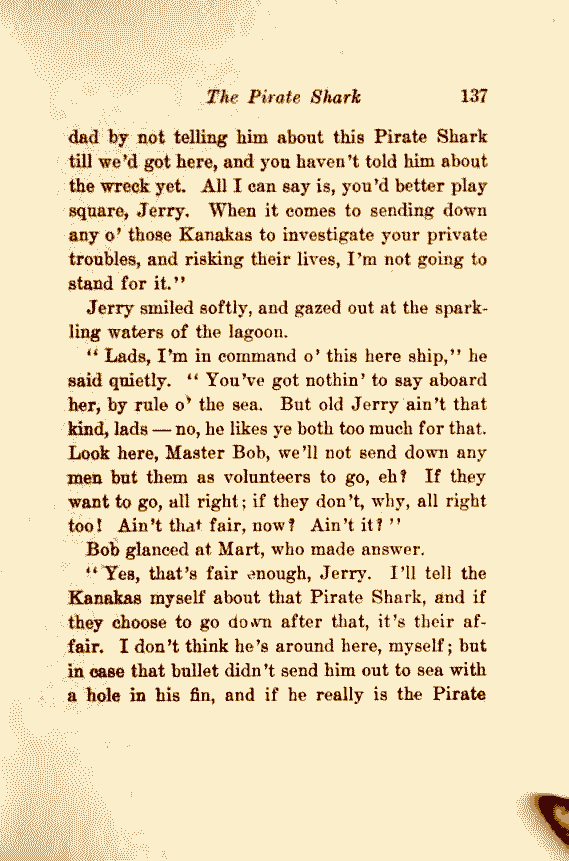 The Pirate Shark 137
dad by not telling him about this Pirate Shark
till we'd got here, and you haven't told him about
the wreck yet. All I can say is, you'd better play
square, Jerry. When it comes to sending down
any o' those Kanakas to investigate your private
troubles, and risking their lives, I'm not going to
stand for it."
Jerry smiled softly, and gazed out at the spark-
ling waters of the lagoon.
"Lads, I'm in command o' this here ship," he
said quietly. "You've got nothin' to say aboard
her, by rule o' the sea. But old Jerry ain't that
kind, lads — no, he likes ye both too much for that.
Look here, Master Bob, we'll not send down any
men but them as volunteers to go, eh? If they
want to go, all right; if they don't, why, all right
too! Ain't that fair, now? Ain't it?"
Bob glanced at Mart, who made answer.
"Yes, that's fair enough, Jerry. I'll tell the
Kanakas myself about that Pirate Shark, and if
they choose to go down after that, it's their af-
fair. I don't think he's around here, myself; but
in case that bullet didn't send him out to sea with
a hole in his fin, and if he really is the Pirate